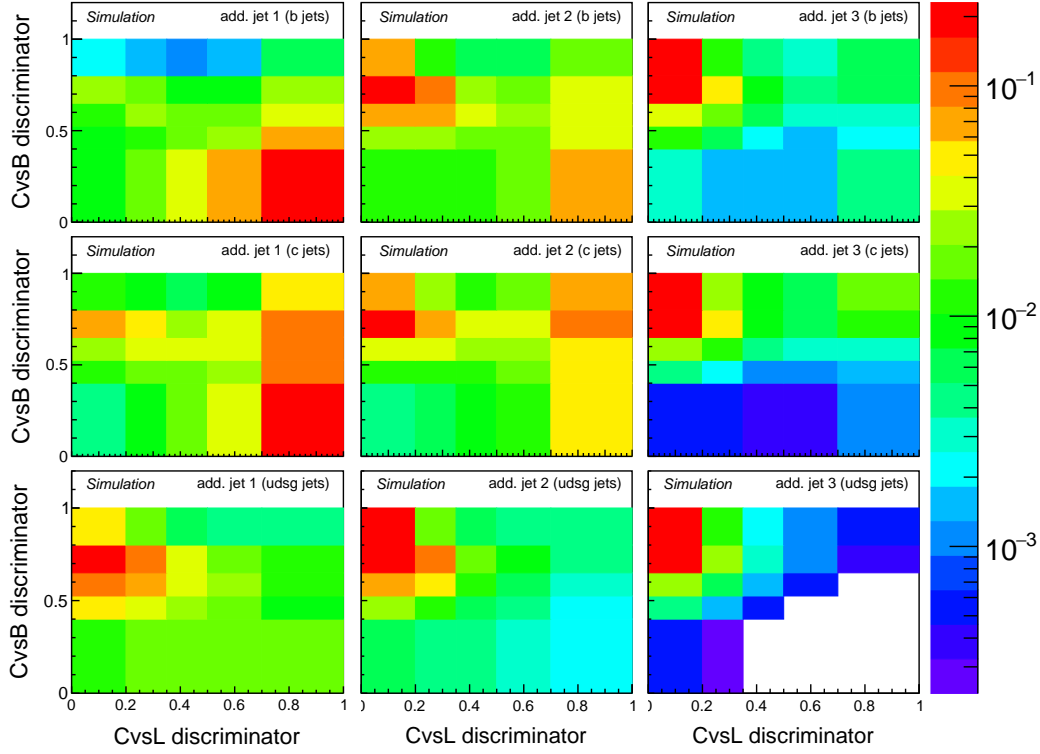 Simulation add. jet 1 (b jets) Simulation add. jet 2 (b jets) Simulation add. jet 3 (b jets)
1
CvsB discriminator
0.5
0
10⁻¹
Simulation add. jet 1 (c jets) Simulation add. jet 2 (c jets) Simulation add. jet 3 (c jets)
1
CvsB discriminator
0.5
0
10⁻²
Simulation add. jet 1 (udsg jets) Simulation add. jet 2 (udsg jets) Simulation add. jet 3 (udsg jets)
1
CvsB discriminator
0.5
0
10⁻³
0 0.2 0.4 0.6 0.8 1 0 0.2 0.4 0.6 0.8 1 0 0.2 0.4 0.6 0.8 1
CvsL discriminator CvsL discriminator CvsL discriminator